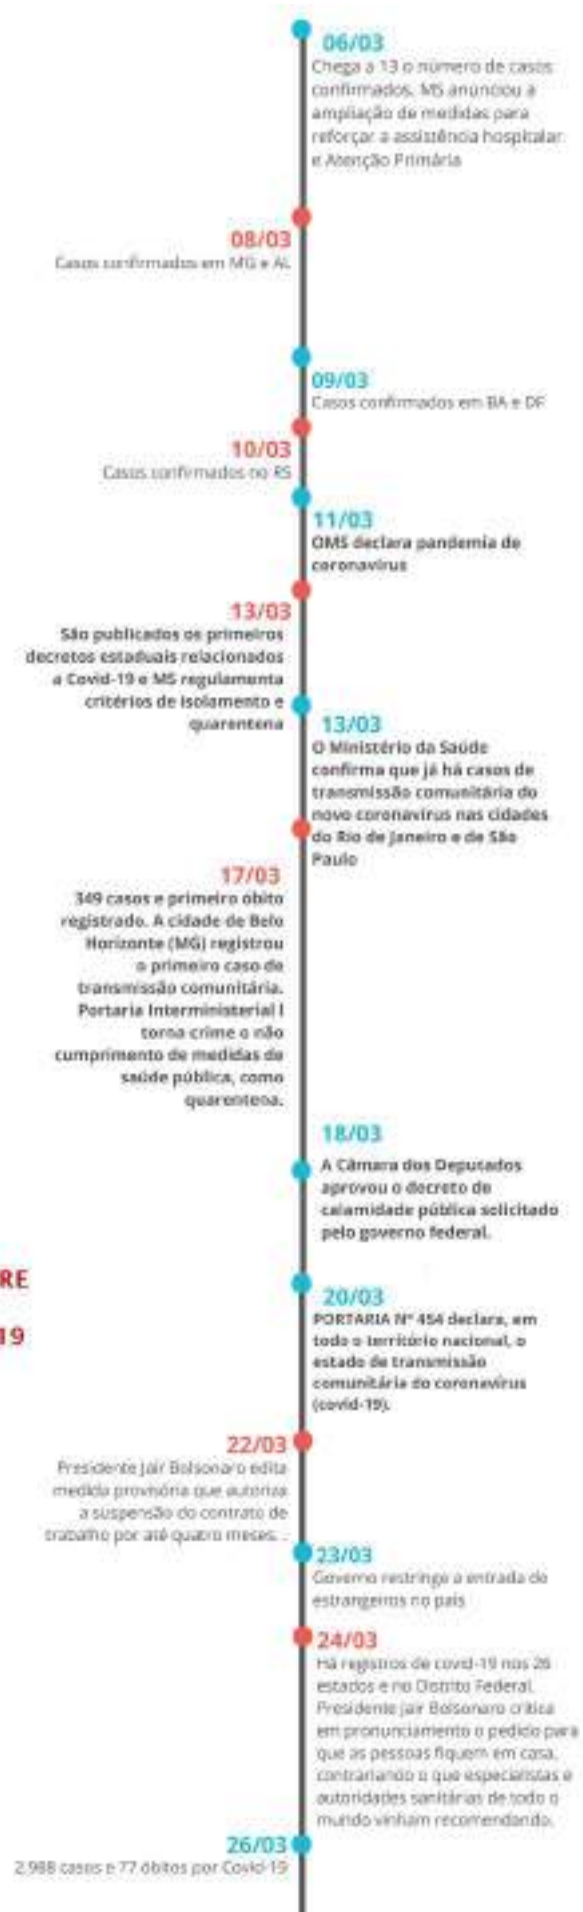 06/03
Chega a 13 o número de casos
confirmados. MS anunciou a
ampliação de medidas para
reforçar a assistência hospitalar
e Atenção Primária
08/03
Casos confirmados em MG e AL
09/03
Casos confirmados em BA e DF
10/03
Casos confirmados no RS
11/03
OMS declara pandemia de
coronavírus
13/03
São publicados os primeiros
decretos estaduais relacionados
a Covid-19 e MS regulamenta
critérios de isolamento e
quarentena
13/03
O Ministério da Saúde
confirma que já há casos de
transmissão comunitária do
novo coronavírus nas cidades
do Rio de Janeiro e de São
Paulo
17/03
349 casos e primeiro óbito
registrado. A cidade de Belo
Horizonte (MG) registrou
o primeiro caso de
transmissão comunitária.
Portaria Interministerial I
torna crime o não
cumprimento de medidas de
saúde pública, como
quarentena.
18/03
A Câmara dos Deputados
aprovou o decreto de
calamidade pública solicitado
pelo governo federal.
RE
19
20/03
PORTARIA Nº 454 declara, em
todo o território nacional, o
estado de transmissão
comunitária do coronavírus
(covid-19).
22/03
Presidente Jair Bolsonaro edita
medida provisória que autoriza
a suspensão do contrato de
trabalho por até quatro meses. .
23/03
Governo restringe a entrada de
estrangeiros no país
24/03
Há registros de covid-19 nos 26
estados e no Distrito Federal.
Presidente Jair Bolsonaro critica
em pronunciamento o pedido para
que as pessoas fiquem em casa,
contrariando o que especialistas e
autoridades sanitárias de todo o
mundo vinham recomendando.
26/03
2.988 casos e 77 óbitos por Covid-19